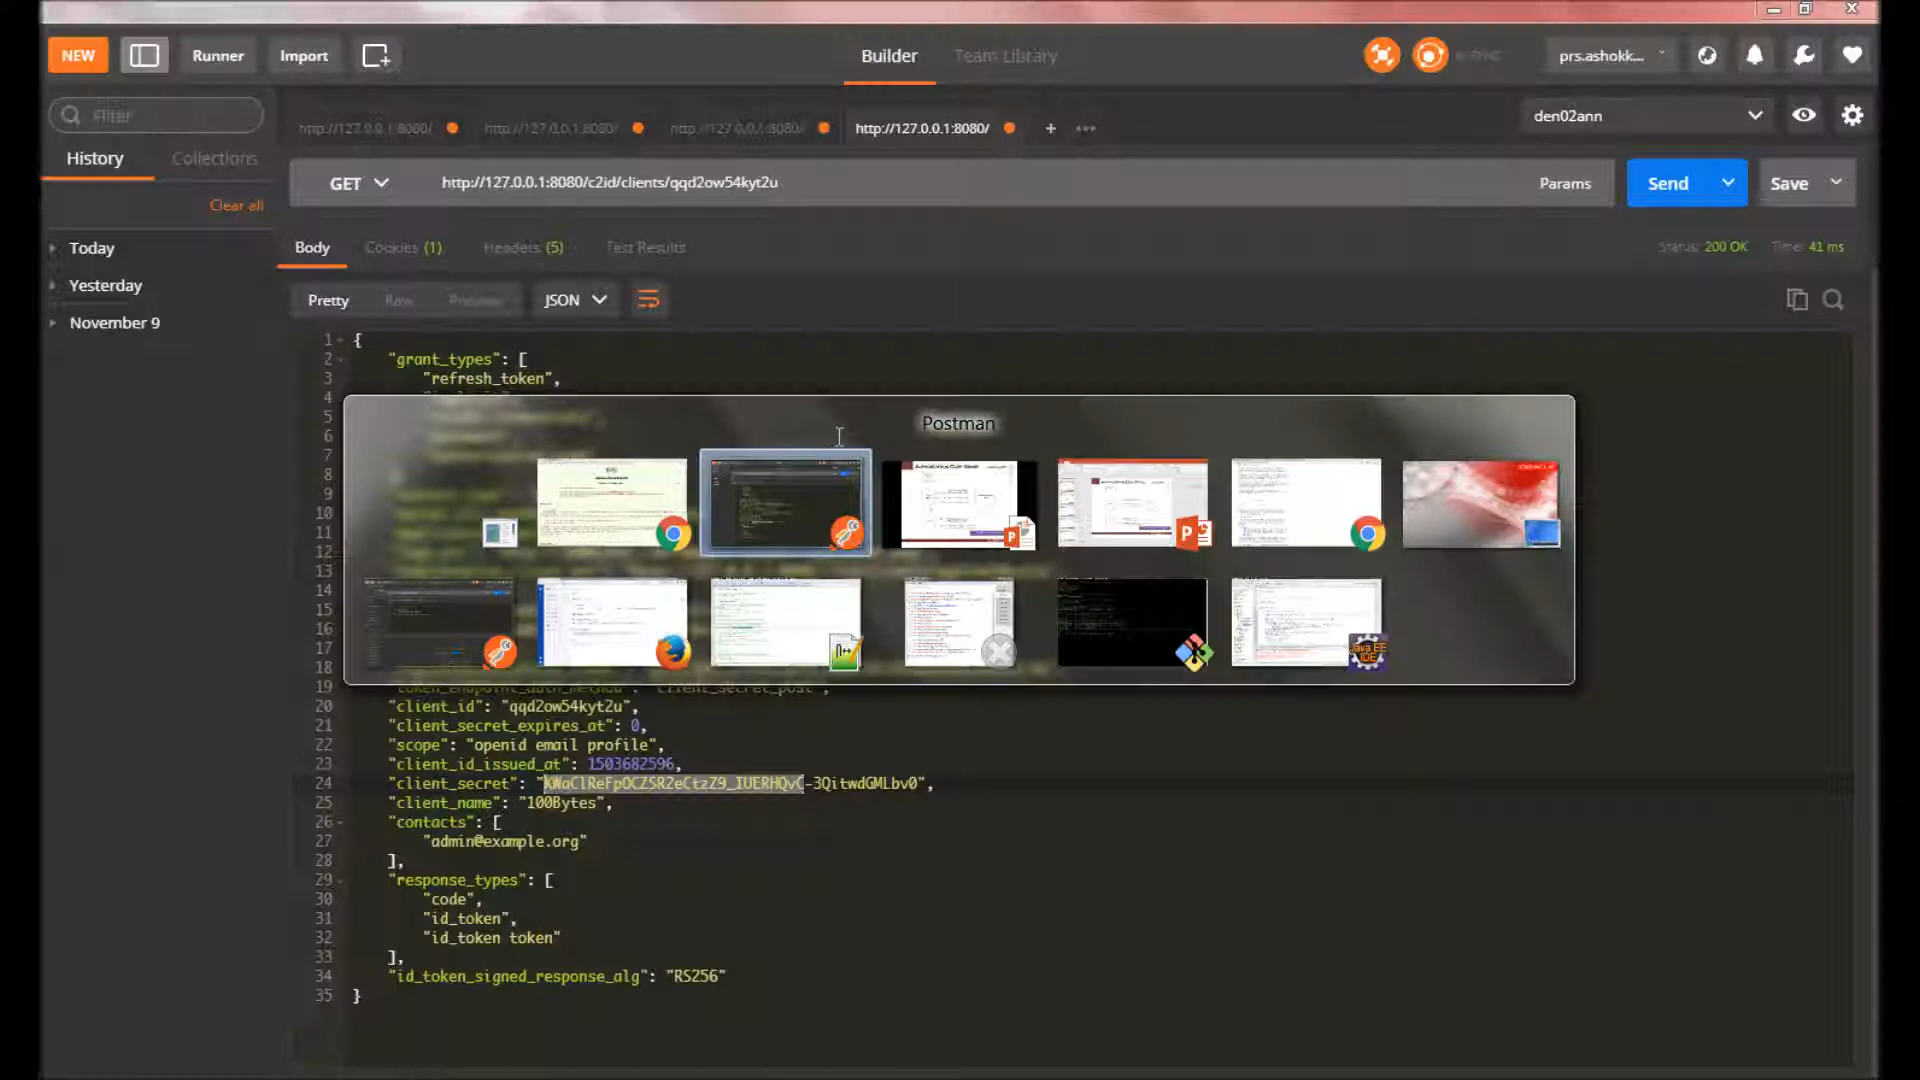 NEW
Runner
Import
Builder
Team Library
prs.ashokk...
Filter
http://127.0.0.1:8080/
http://127.0.0.1:8080/
http://127.0.0.1:8080/
http://127.0.0.1:8080/
den02ann
History
Collections
GET
http://127.0.0.1:8080/c2id/clients/qqd2ow54kyt2u
Params
Send
Save
Clear all
Today
Yesterday
November 9
Body
Cookies (1)
Headers (5)
Test Results
Status: 200 OK
Time: 41 ms
Pretty
Raw
Preview
JSON
1 {
2 "grant_types": [
3 "refresh_token",
4
5
6
7
8
9
10
11
12
13
14
15
16
17
18
Postman
19 "token_endpoint_auth_method": "client_secret_post",
20 "client_id": "qqd2ow54kyt2u",
21 "client_secret_expires_at": 0,
22 "scope": "openid email profile",
23 "client_id_issued_at": 1503682596,
24 "client_secret": "XWaClReFpOCZSR2eCtzZ9_IUERHQvC-3QitwdGMLbv0",
25 "client_name": "100Bytes",
26 "contacts": [
27 "admin@example.org"
28 ],
29 "response_types": [
30 "code",
31 "id_token",
32 "id_token token"
33 ],
34 "id_token_signed_response_alg": "RS256"
35 }